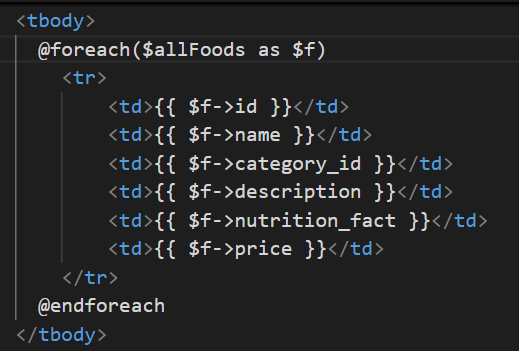 <tbody>
@foreach($allFoods as $f)
<tr>
<td>{{ $f->id }}</td>
<td>{{ $f->name }}</td>
<td>{{ $f->category_id }}</td>
<td>{{ $f->description }}</td>
<td>{{ $f->nutrition_fact }}</td>
<td>{{ $f->price }}</td>
</tr>
@endforeach
</tbody>